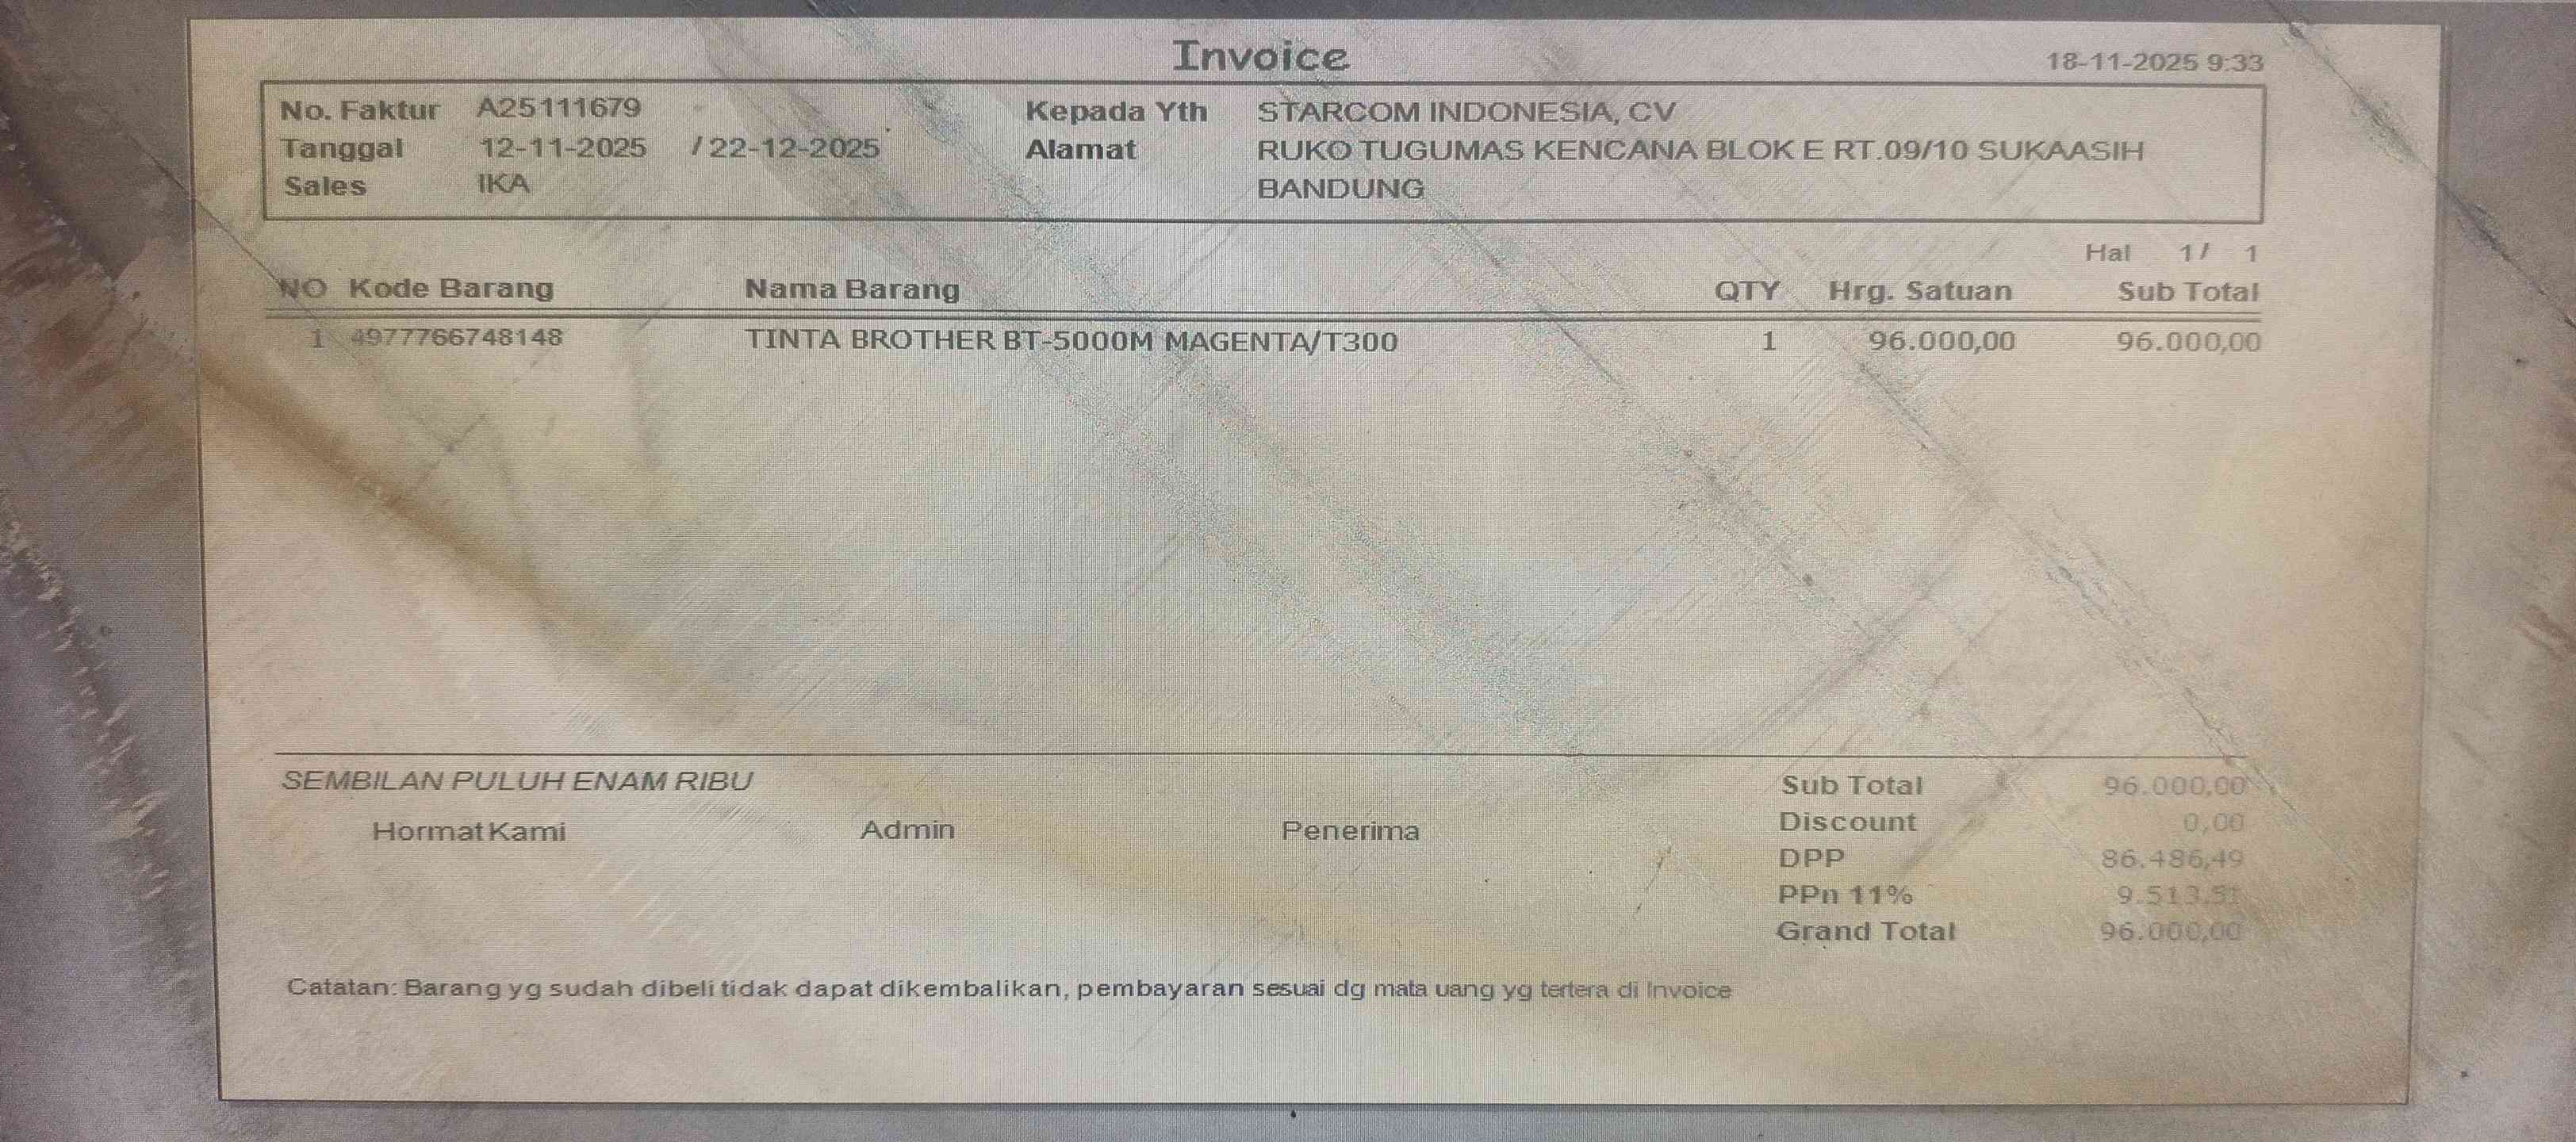 Invoice
18-11-2025 9:33
No. Faktur A25111679 Kepada Yth STARCOM INDONESIA, CV
Tanggal 12-11-2025 / 22-12-2025 Alamat RUKO TUGUMAS KENCANA BLOK E RT.09/10 SUKAASIH
Sales IKA BANDUNG
Hal 1/ 1
NO Kode Barang Nama Barang QTY Hrg. Satuan Sub Total
1 4977766748148 TINTA BROTHER BT-5000M MAGENTA/T300 1 96.000,00 96.000,00
SEMBILAN PULUH ENAM RIBU Sub Total 96.000,00
Hormat Kami Admin Penerima Discount 0,00
DPP 86.486,49
PPn 11% 9.513,51
Grand Total 96.000,00
Catatan: Barang yg sudah dibeli tidak dapat dikembalikan, pembayaran sesuai dg mata uang yg tertera di Invoice